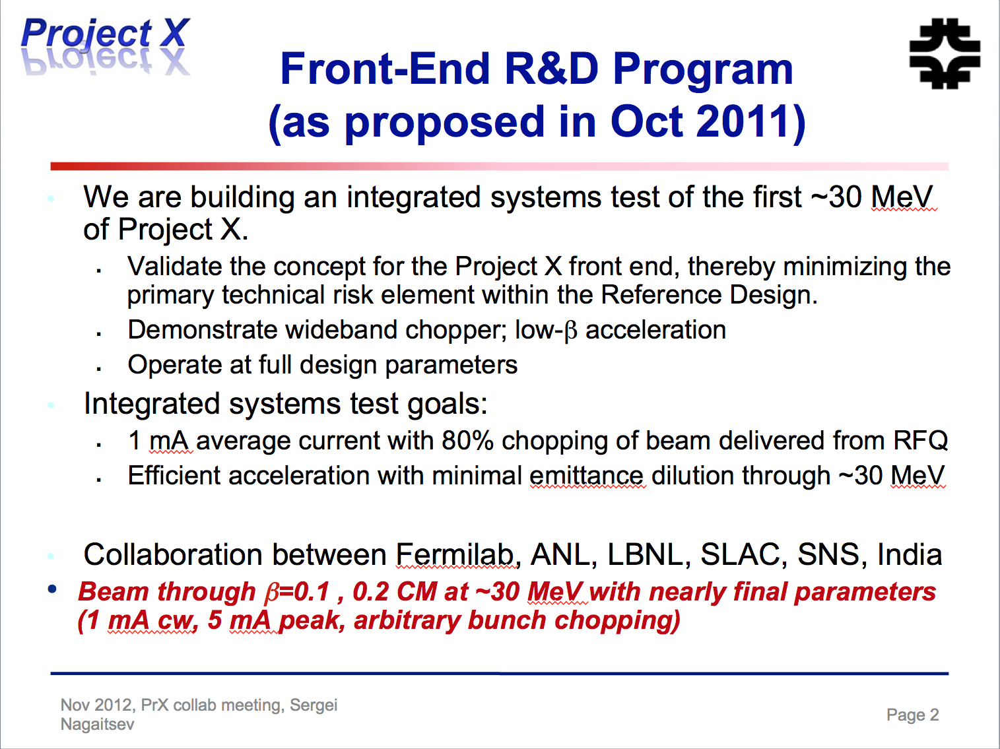 Project X
Front-End R&D Program
(as proposed in Oct 2011)
• We are building an integrated systems test of the first ~30 MeV
of Project X.
▪ Validate the concept for the Project X front end, thereby minimizing the
primary technical risk element within the Reference Design.
▪ Demonstrate wideband chopper; low-β acceleration
▪ Operate at full design parameters
• Integrated systems test goals:
▪ 1 mA average current with 80% chopping of beam delivered from RFQ
▪ Efficient acceleration with minimal emittance dilution through ~30 MeV
• Collaboration between Fermilab, ANL, LBNL, SLAC, SNS, India
• Beam through β=0.1 , 0.2 CM at ~30 MeV with nearly final parameters
(1 mA cw, 5 mA peak, arbitrary bunch chopping)
Nov 2012, PrX collab meeting, Sergei
Nagaitsev
Page 2